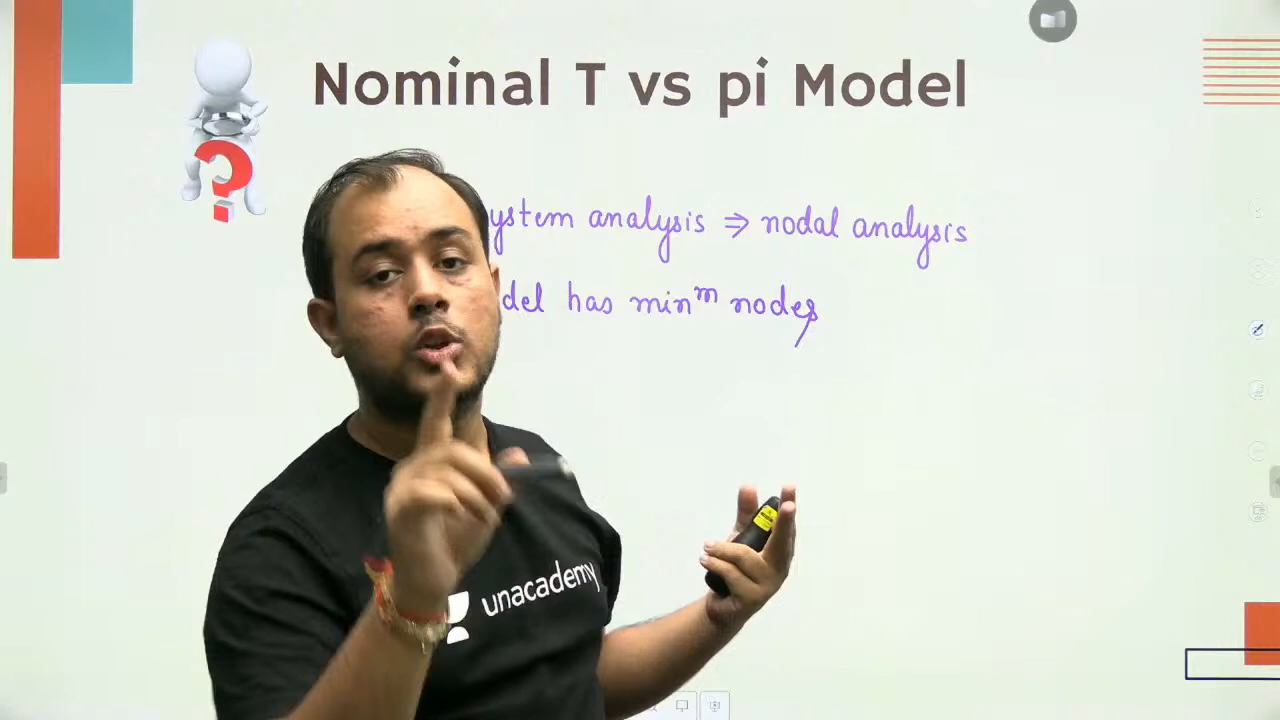 Nominal T vs pi Model
ystem analysis ⇒ nodal analysis
del has minᵐ nodes
unacademy